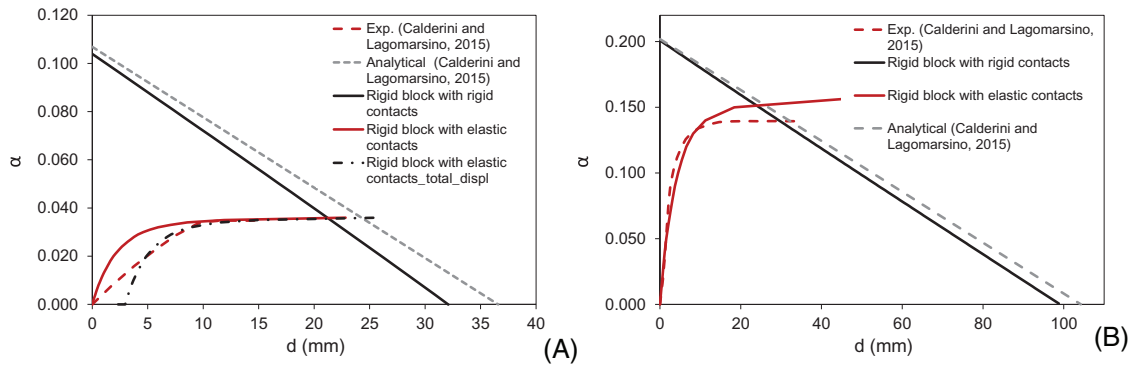 0.120
0.100
0.080
0.060
0.040
0.020
0.000
α
0
5
10
15
20
25
30
35
40
d (mm)
Exp. (Calderini and
Lagomarsino, 2015)
Analytical (Calderini and
Lagomarsino, 2015)
Rigid block with rigid
contacts
Rigid block with elastic
contacts
Rigid block with elastic
contacts_total_displ
(A)
0.200
0.150
0.100
0.050
0.000
α
0
20
40
60
80
100
d (mm)
Exp. (Calderini and Lagomarsino,
2015)
Rigid block with rigid contacts
Rigid block with elastic contacts
Analytical (Calderini and
Lagomarsino, 2015)
(B)